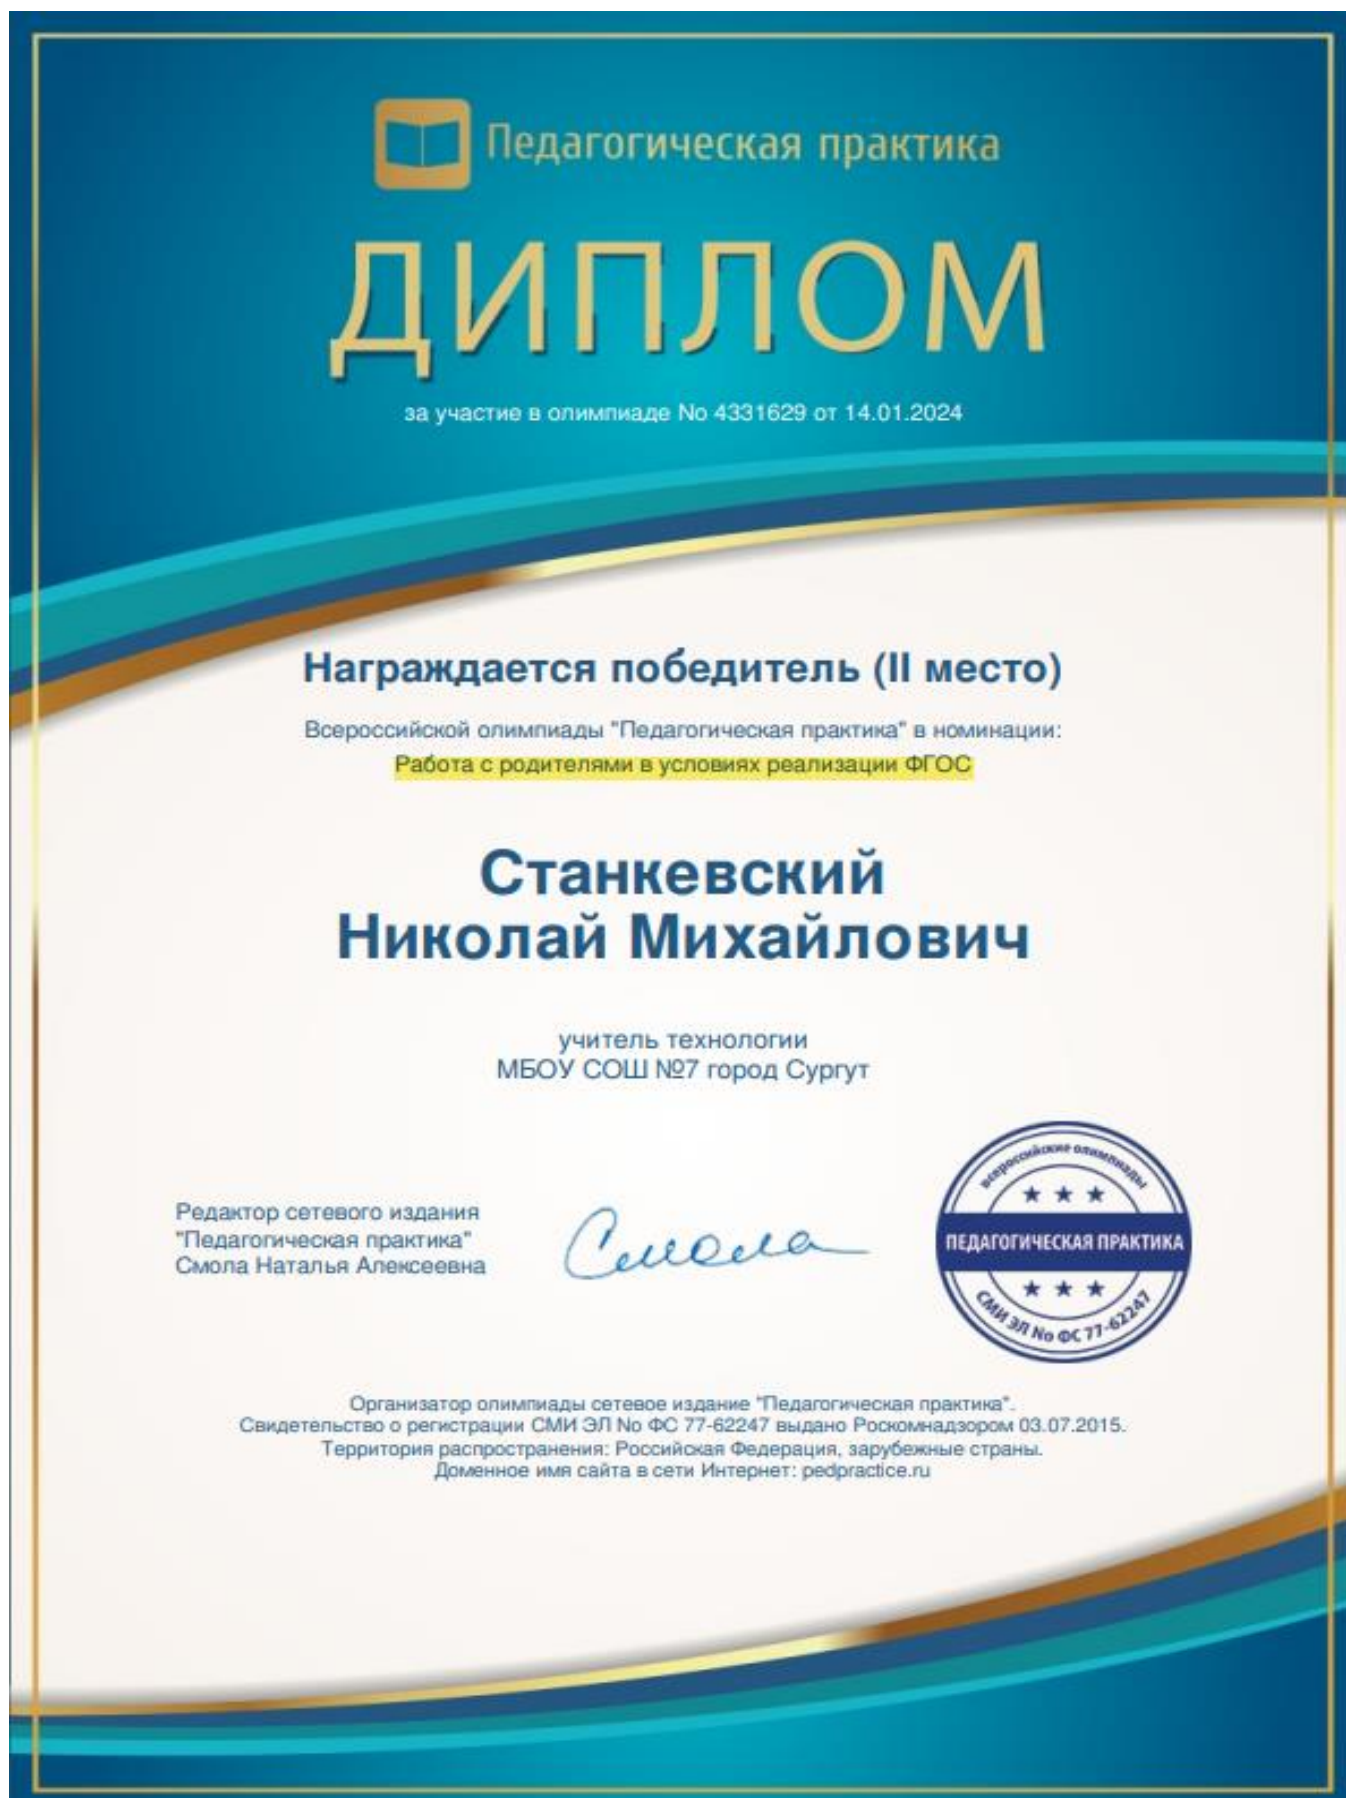 Педагогическая практика
ДИПЛОМ
за участие в олимпиаде No 4331629 от 14.01.2024
Награждается победитель (II место)
Всероссийской олимпиады "Педагогическая практика" в номинации:
Работа с родителями в условиях реализации ФГОС
Станкевский
Николай Михайлович
учитель технологии
МБОУ СОШ №7 город Сургут
Редактор сетевого издания
"Педагогическая практика"
Смола Наталья Алексеевна
Смола
всероссийские олимпиады
ПЕДАГОГИЧЕСКАЯ ПРАКТИКА
СМИ ЭЛ No ФС 77-62247
Организатор олимпиады сетевое издание "Педагогическая практика".
Свидетельство о регистрации СМИ ЭЛ No ФС 77-62247 выдано Роскомнадзором 03.07.2015.
Территория распространения: Российская Федерация, зарубежные страны.
Доменное имя сайта в сети Интернет: pedpractice.ru